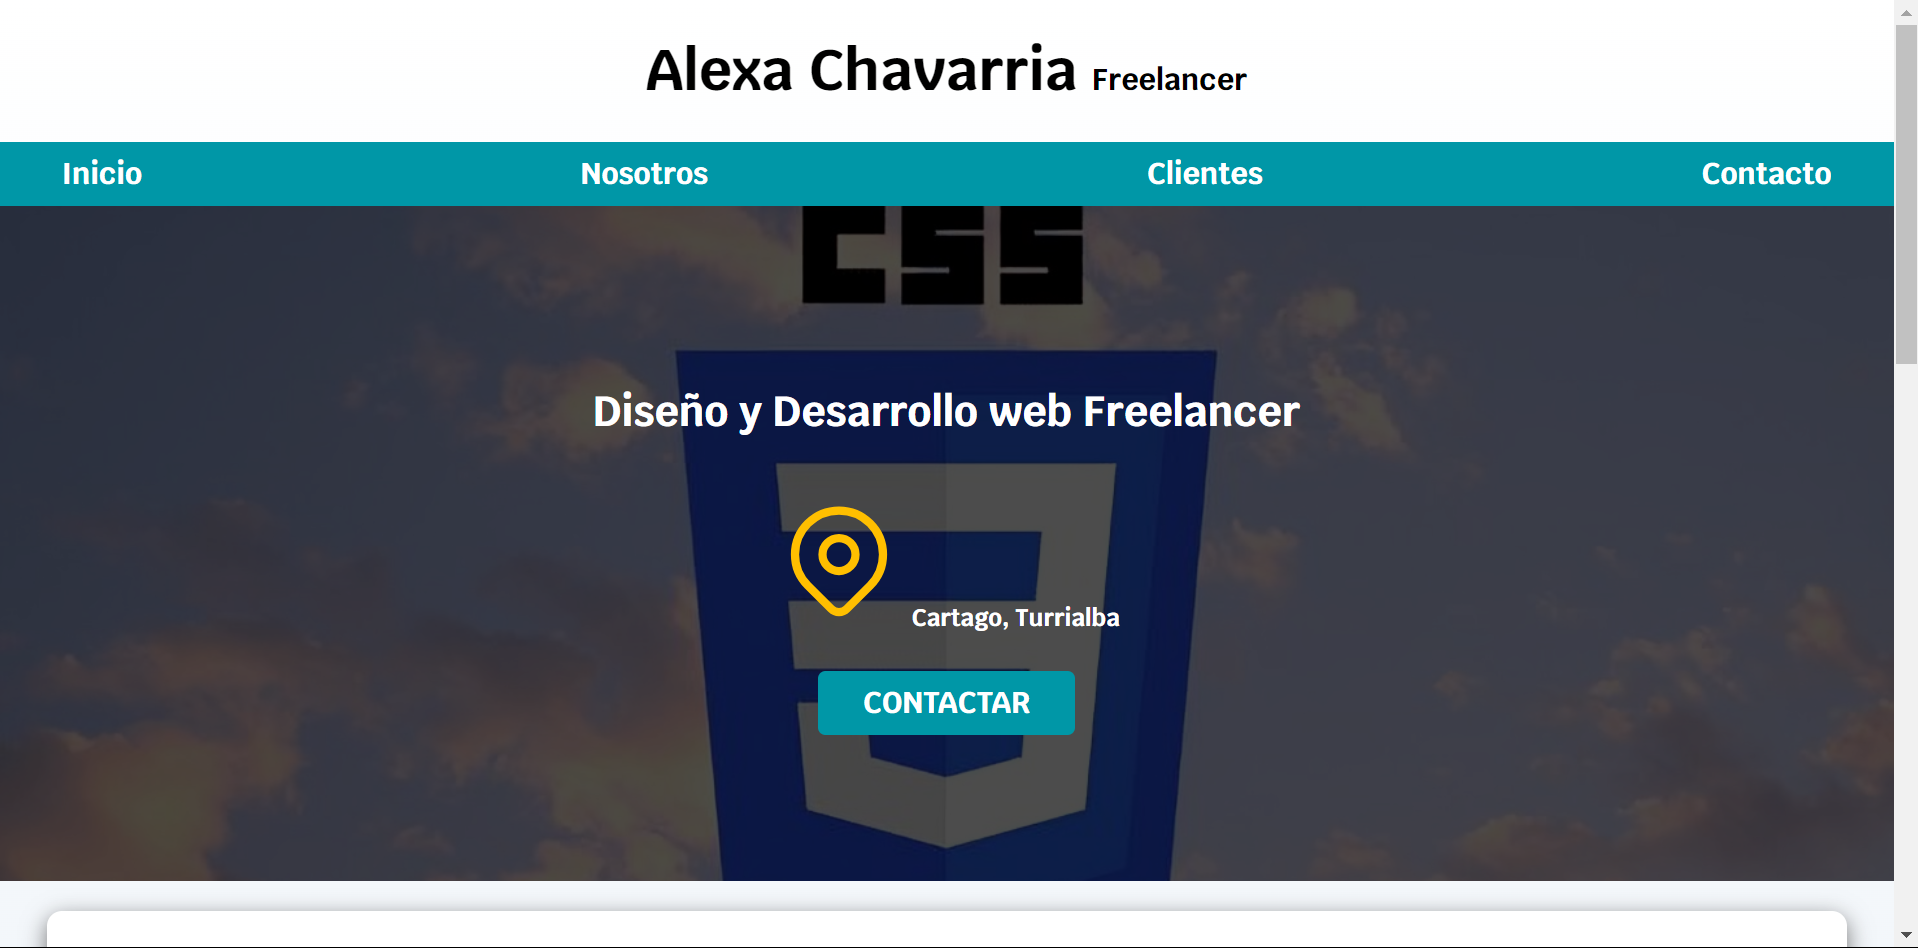 Alexa Chavarria Freelancer
Inicio Nosotros Clientes Contacto
CSS
Diseño y Desarrollo web Freelancer
Cartago, Turrialba
CONTACTAR